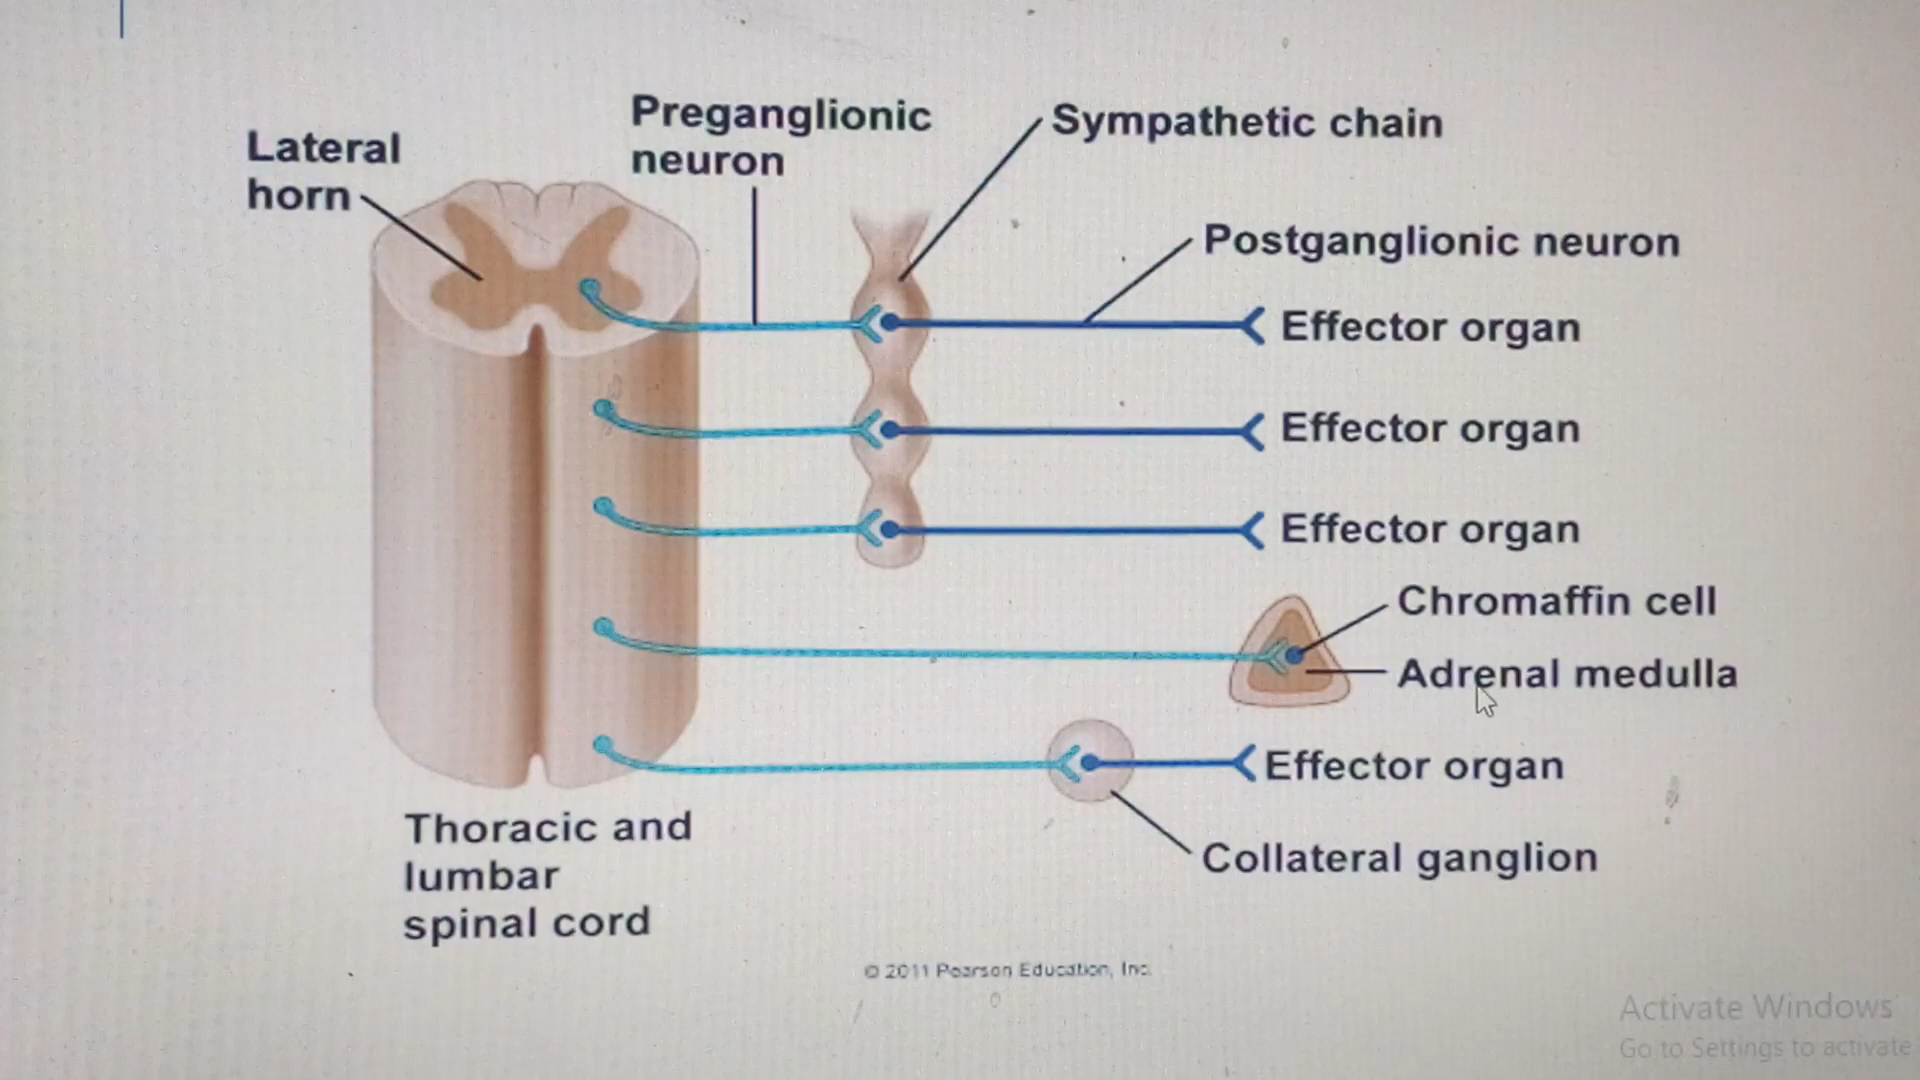 Lateral
horn
Preganglionic
neuron
Sympathetic chain
Postganglionic neuron
Effector organ
Effector organ
Effector organ
Chromaffin cell
Adrenal medulla
Effector organ
Collateral ganglion
Thoracic and
lumbar
spinal cord
© 2011 Pearson Education, Inc.
Activate Windows
Go to Settings to activate